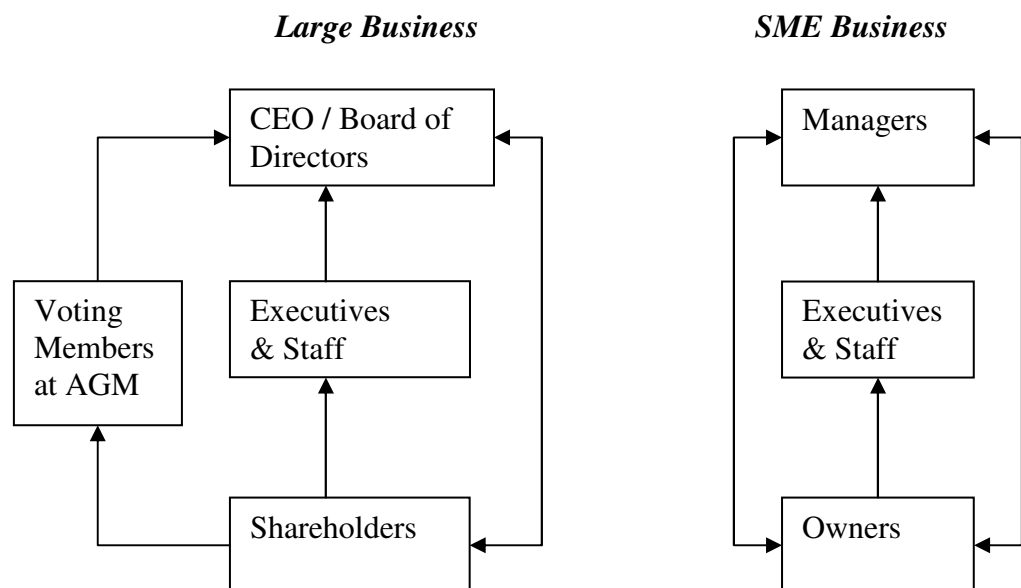 Large Business
SME Business
CEO / Board of
Directors
Managers
Voting
Members
at AGM
Executives
& Staff
Executives
& Staff
Shareholders
Owners